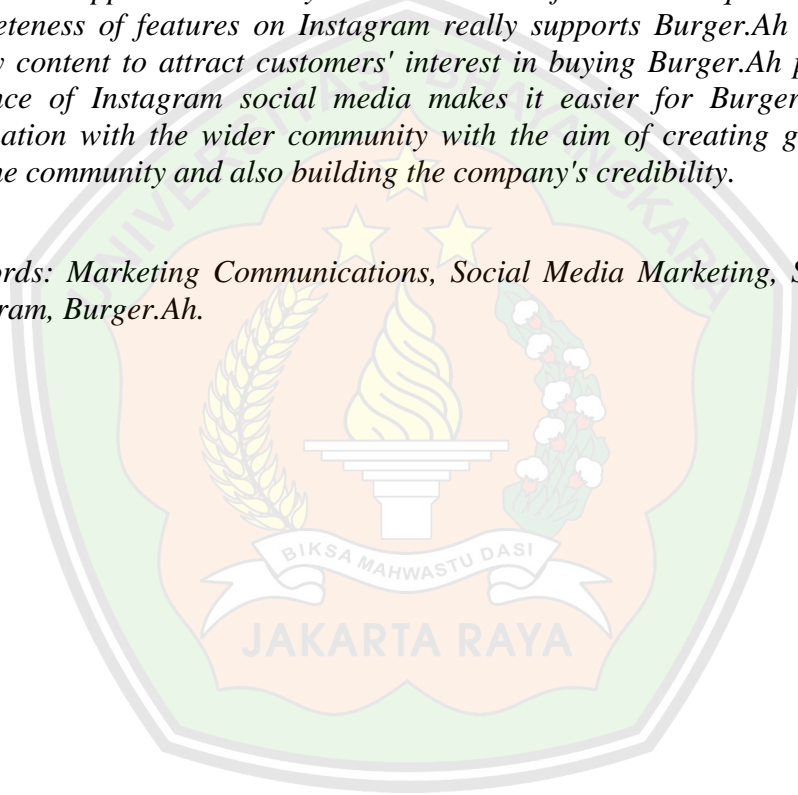 eteness of features on Instagram really supports Burger.Ah
content to attract customers' interest in buying Burger.Ah
nce of Instagram social media makes it easier for Burger
ation with the wider community with the aim of creating g
e community and also building the company's credibility.
ords: Marketing Communications, Social Media Marketing, S
ram, Burger.Ah.
UNIVERSITAS BHAYANGKARA
BIKSA MAHWASTU DASI
JAKARTA RAYA